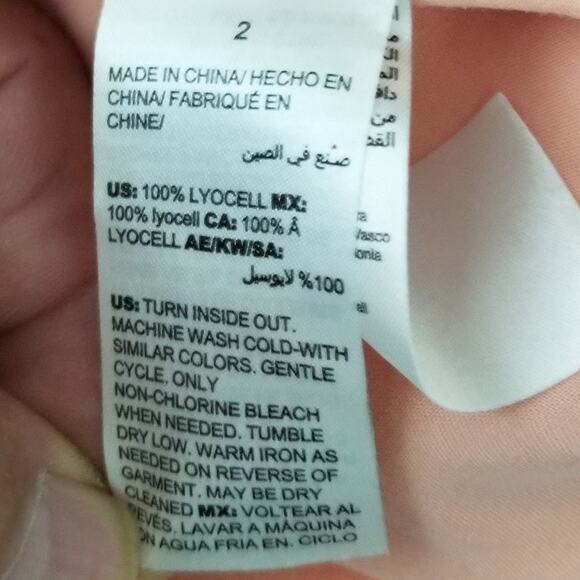 2
MADE IN CHINA/ HECHO EN
CHINA/ FABRIQUÉ EN
CHINE/
صنع في الصين
US: 100% LYOCELL MX:
100% lyocell CA: 100% Â
LYOCELL AE/KW/SA:
100% لايوسيل
US: TURN INSIDE OUT.
MACHINE WASH COLD-WITH
SIMILAR COLORS. GENTLE
CYCLE. ONLY
NON-CHLORINE BLEACH
WHEN NEEDED. TUMBLE
DRY LOW. WARM IRON AS
NEEDED ON REVERSE OF
GARMENT. MAY BE DRY
CLEANED MX: VOLTEAR AL
REVÉS. LAVAR A MÁQUINA
ON AGUA FRIA EN. CICLO
من